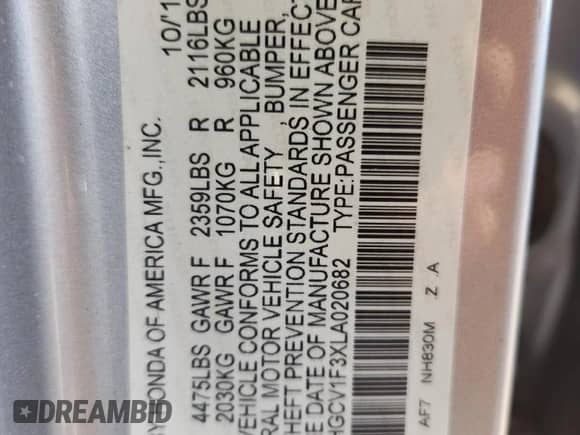 Y HONDA OF AMERICA MFG.,INC. 10/'1
4475LBS GAWR F 2359LBS R 2116LBS
2030KG GAWR F 1070KG R 960KG
VEHICLE CONFORMS TO ALL APPLICABLE
RAL MOTOR VEHICLE SAFETY , BUMPER,
HEFT PREVENTION STANDARDS IN EFFECT
E DATE OF MANUFACTURE SHOWN ABOVE
HGCV1F3XLA020682 TYPE:PASSENGER CAR
AF7 NH830M .Z .A
DREAMBID